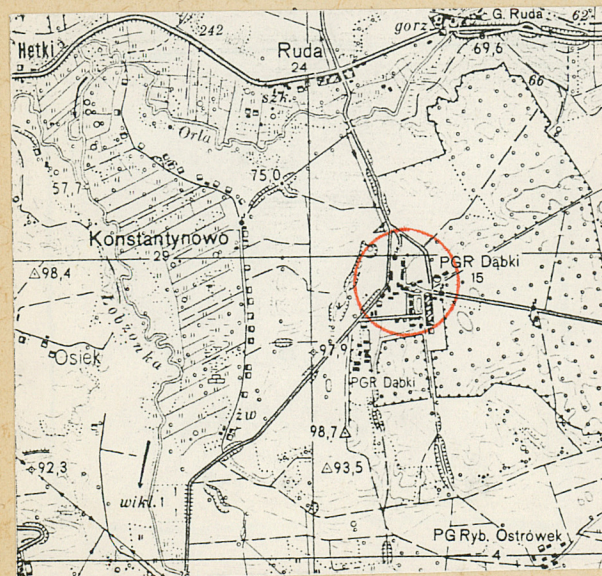 G. Ruda
62
242
gorz
Hetki
Ruda
69,6
24
66
szk.
Orla
75,0
57,7
Konstantynowo
29
PGR Dąbki
15
98,4
Łobżonka
97,9
Osiek
PGR Dąbki
żw
98,7
93,5
92,3
wikl. 1
PG Ryb. Ostrówek
4